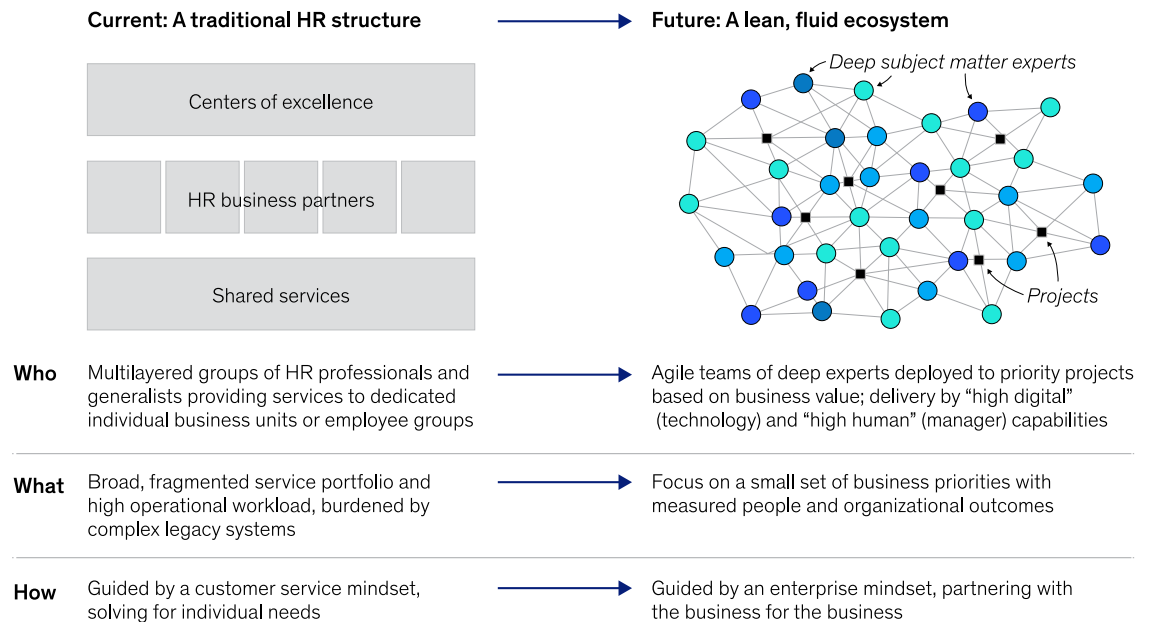 Current: A traditional HR structure
Future: A lean, fluid ecosystem
Centers of excellence
HR business partners
Shared services
Deep subject matter experts
Projects
Who
Multilayered groups of HR professionals and
generalists providing services to dedicated
individual business units or employee groups
Agile teams of deep experts deployed to priority projects
based on business value; delivery by “high digital”
(technology) and “high human” (manager) capabilities
What
Broad, fragmented service portfolio and
high operational workload, burdened by
complex legacy systems
Focus on a small set of business priorities with
measured people and organizational outcomes
How
Guided by a customer service mindset,
solving for individual needs
Guided by an enterprise mindset, partnering with
the business for the business